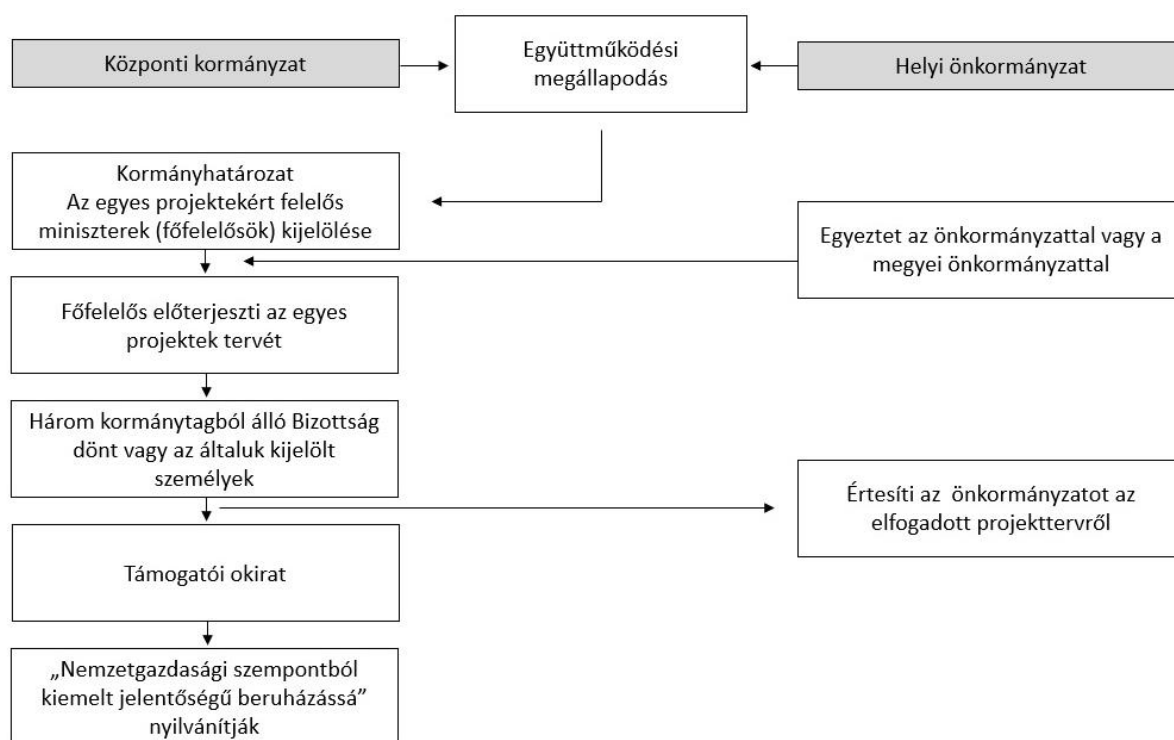 Központi kormányzat
Együttműködési
megállapodás
Helyi önkormányzat
Kormányhatározat
Az egyes projektekért felelős
miniszterek (főfelelősök) kijelölése
Egyeztet az önkormányzattal vagy a
megyei önkormányzattal
Főfelelős előterjeszti az egyes
projektek tervét
Három kormánytagból álló Bizottság
dönt vagy az általuk kijelölt
személyek
Értesíti az önkormányzatot az
elfogadott projekttervről
Támogatói okirat
„Nemzetgazdasági szempontból
kiemelt jelentőségű beruházássá”
nyilvánítják